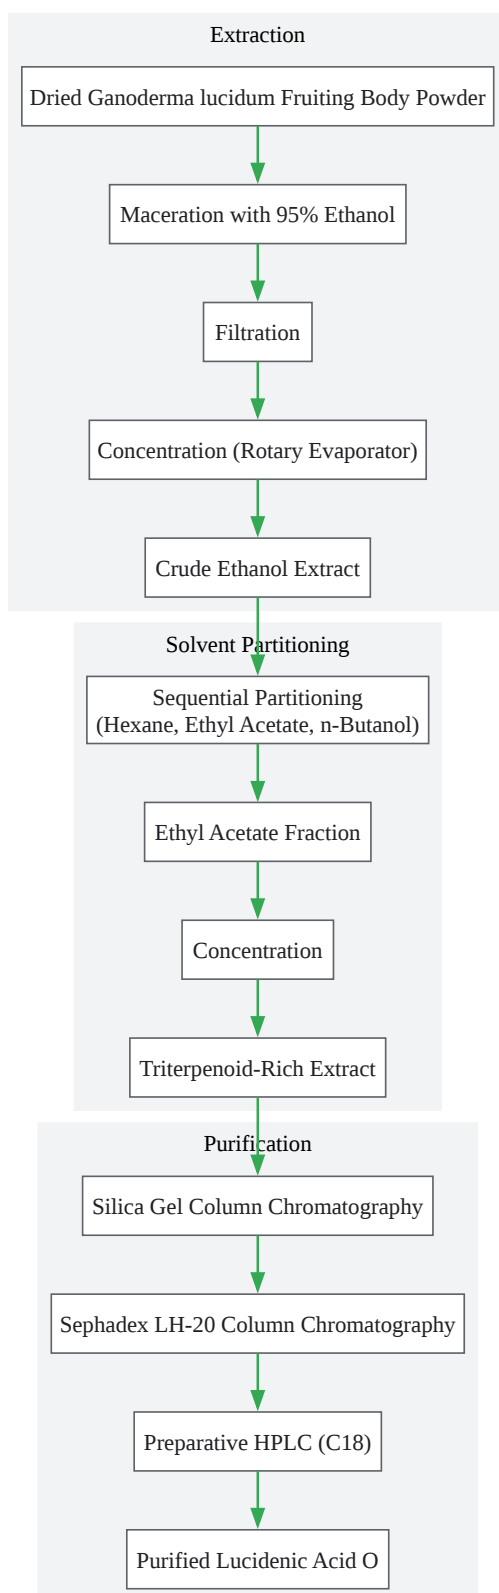 Extraction
Dried Ganoderma lucidum Fruiting Body Powder
Maceration with 95% Ethanol
Filtration
Concentration (Rotary Evaporator)
Crude Ethanol Extract
Solvent Partitioning
Sequential Partitioning
(Hexane, Ethyl Acetate, n-Butanol)
Ethyl Acetate Fraction
Concentration
Triterpenoid-Rich Extract
Purification
Silica Gel Column Chromatography
Sephadex LH-20 Column Chromatography
Preparative HPLC (C18)
Purified Lucidenic Acid O